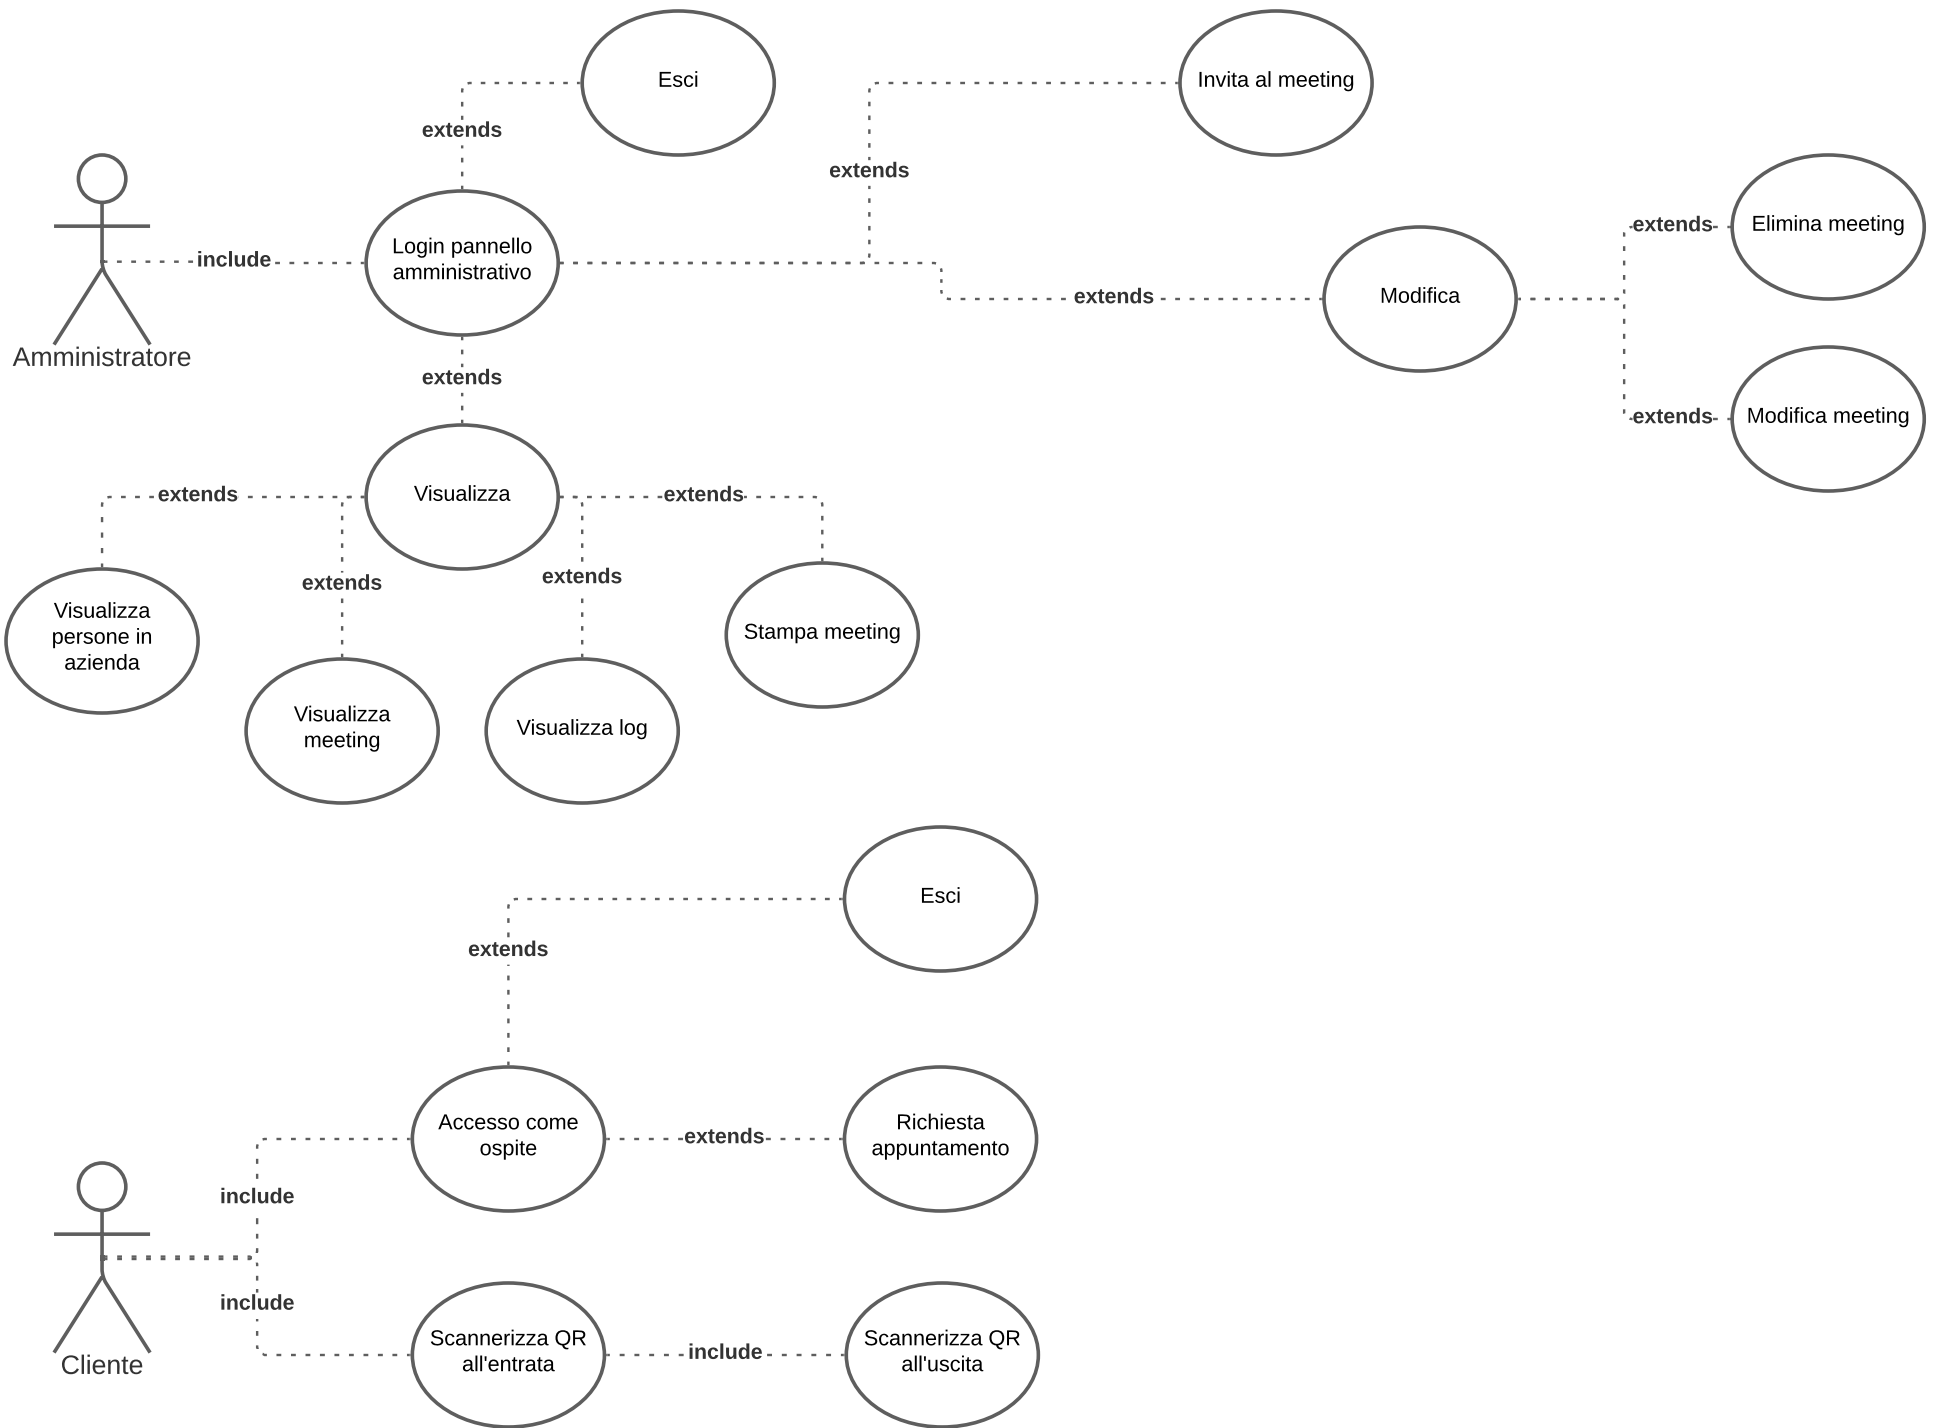 Esci
Invita al meeting
extends
extends
Elimina meeting
extends
Login pannello
amministrativo
include
extends
Modifica
Amministratore
extends
extends
Modifica meeting
Visualizza
extends
extends
extends
extends
Visualizza
persone in
azienda
Stampa meeting
Visualizza
meeting
Visualizza log
Esci
extends
Accesso come
ospite
extends
Richiesta
appuntamento
include
include
Scannerizza QR
all'entrata
include
Scannerizza QR
all'uscita
Cliente